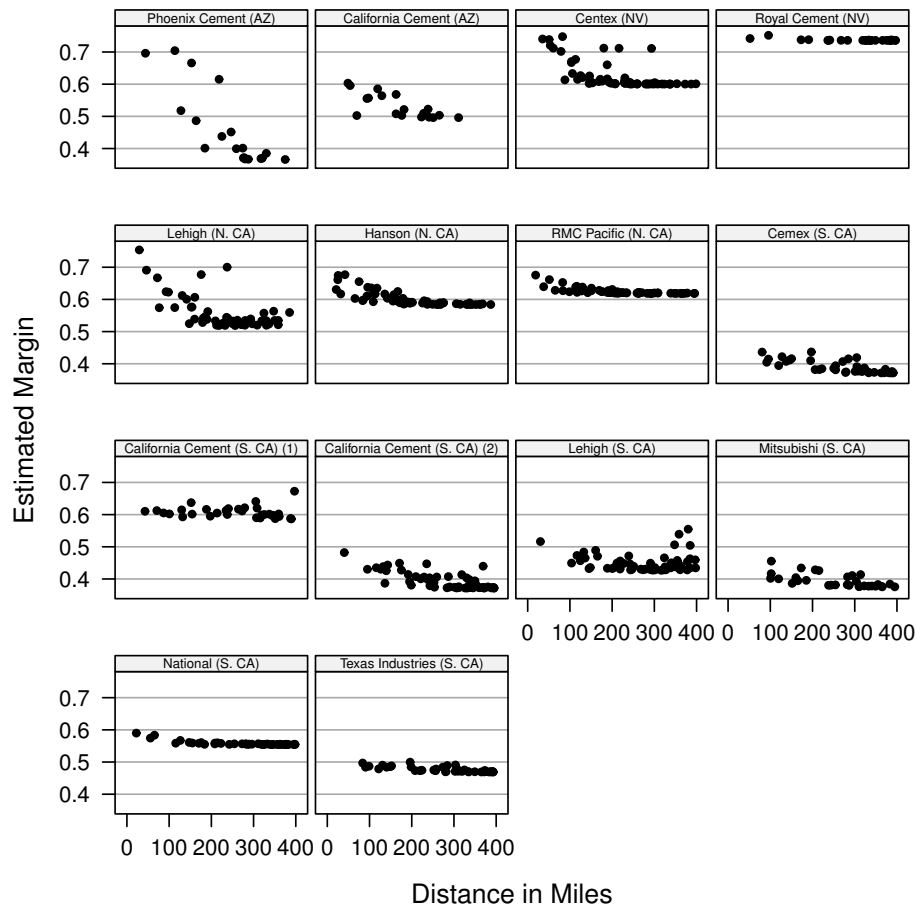 Phoenix Cement (AZ) California Cement (AZ) Centex (NV) Royal Cement (NV)
0.7
0.6
0.5
0.4
Lehigh (N. CA) Hanson (N. CA) RMC Pacific (N. CA) Cemex (S. CA)
0.7
0.6
0.5
0.4
California Cement (S. CA) (1) California Cement (S. CA) (2) Lehigh (S. CA) Mitsubishi (S. CA)
0.7
0.6
0.5
0.4
0 100 200 300 400 0 100 200 300 400
National (S. CA) Texas Industries (S. CA)
0.7
0.6
0.5
0.4
0 100 200 300 400 0 100 200 300 400
Estimated Margin
Distance in Miles